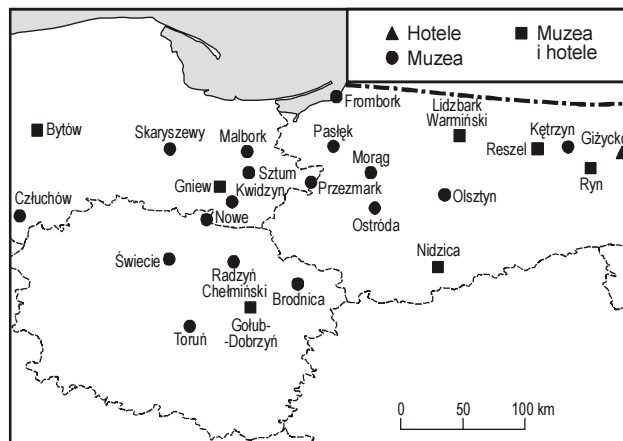 Hotele
Muzea
Muzea
i hotele
Frombork
Bytów
Skaryszewy
Malbork
Pasłęk
Lidzbark
Warmiński
Kętrzyn
Giżycko
Reszel
Morąg
Sztum
Gniew
Kwidzyn
Przezmark
Ryn
Człuchów
Nowe
Ostróda
Olsztyn
Świecie
Radzyń
Chełmiński
Brodnica
Nidzica
Toruń
Gołub-
-Dobrzyń
0 50 100 km